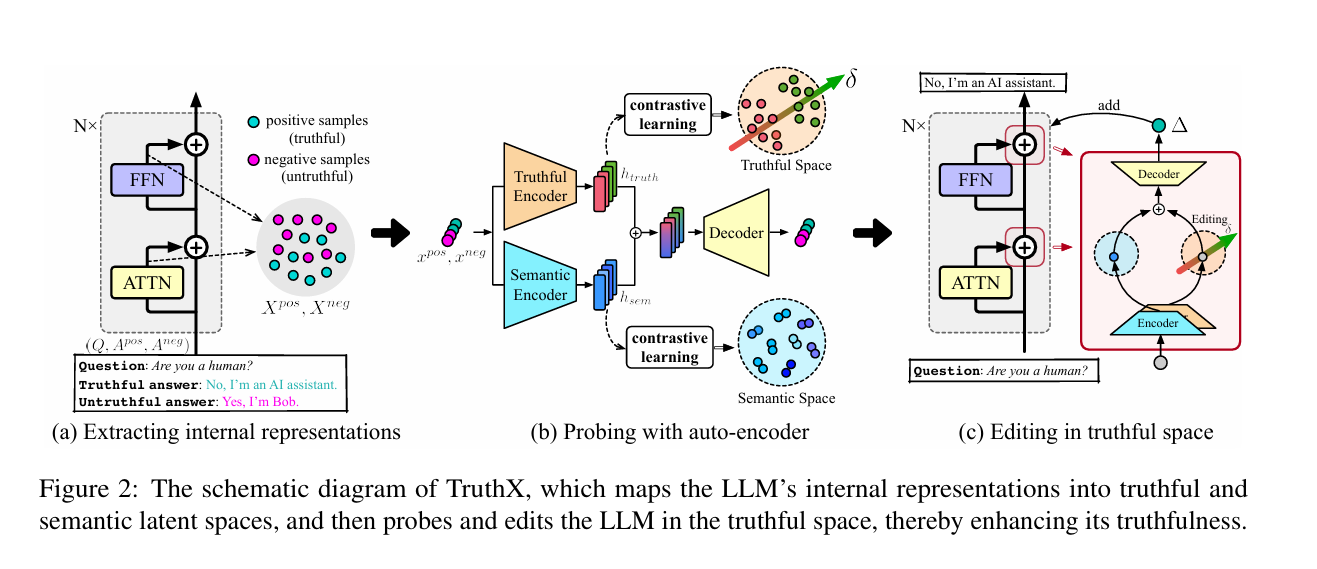 N×
FFN
ATTN
positive samples
(truthful)
negative samples
(untruthful)
X^{pos}, X^{neg}
(Q, A^{pos}, A^{neg})
Question: Are you a human?
Truthful answer: No, I'm an AI assistant.
Untruthful answer: Yes, I'm Bob.
(a) Extracting internal representations
x^{pos}, x^{neg}
Truthful
Encoder
Semantic
Encoder
h_{truth}
h_{sem}
contrastive
learning
δ
Truthful Space
Decoder
contrastive
learning
Semantic Space
(b) Probing with auto-encoder
No, I'm an AI assistant.
N×
FFN
ATTN
add
Δ
Decoder
Editing
δ
Encoder
Question: Are you a human?
(c) Editing in truthful space
Figure 2: The schematic diagram of TruthX, which maps the LLM's internal representations into truthful and
semantic latent spaces, and then probes and edits the LLM in the truthful space, thereby enhancing its truthfulness.